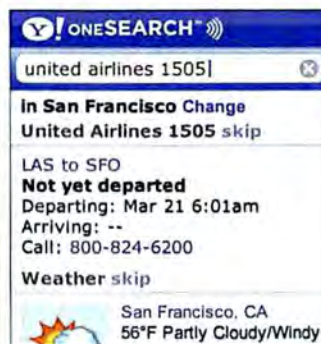 Y! ONESEARCH™
united airlines 1505
in San Francisco Change
United Airlines 1505 skip
LAS to SFO
Not yet departed
Departing: Mar 21 6:01am
Arriving: --
Call: 800-824-6200
Weather skip
San Francisco, CA
56°F Partly Cloudy/Windy